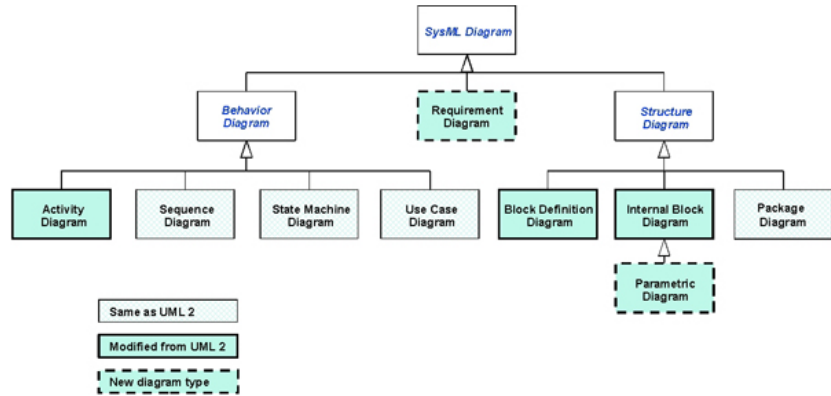 SysML Diagram
Behavior
Diagram
Requirement
Diagram
Structure
Diagram
Activity
Diagram
Sequence
Diagram
State Machine
Diagram
Use Case
Diagram
Block Definition
Diagram
Internal Block
Diagram
Package
Diagram
Parametric
Diagram
Same as UML 2
Modified from UML 2
New diagram type